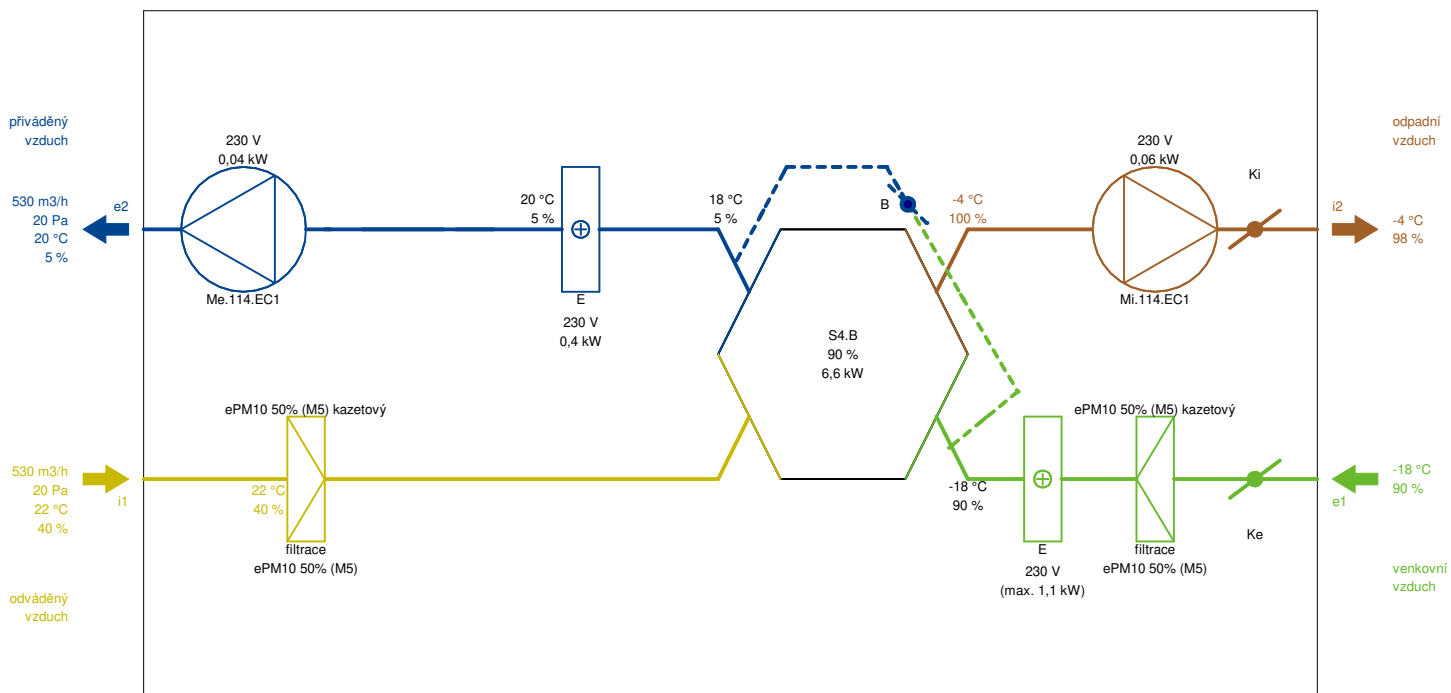 přiváděný
vzduch
530 m3/h
20 Pa
20 °C
5 %
e2
230 V
0,04 kW
Me.114.EC1
20 °C
5 %
E
230 V
0,4 kW
18 °C
5 %
B
-4 °C
100 %
230 V
0,06 kW
Mi.114.EC1
Ki
i2
odpadní
vzduch
-4 °C
98 %
S4.B
90 %
6,6 kW
530 m3/h
20 Pa
22 °C
40 %
i1
odváděný
vzduch
ePM10 50% (M5) kazetový
22 °C
40 %
filtrace
ePM10 50% (M5)
-18 °C
90 %
E
230 V
(max. 1,1 kW)
ePM10 50% (M5) kazetový
filtrace
ePM10 50% (M5)
Ke
e1
-18 °C
90 %
venkovní
vzduch